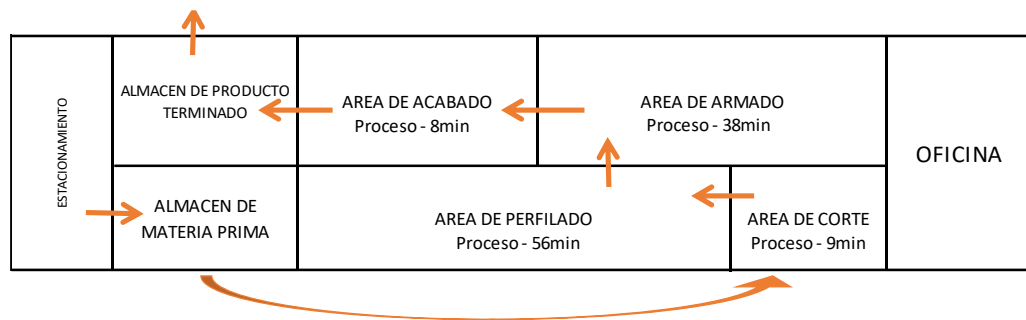 ESTACIONAMIENTO
ALMACEN DE PRODUCTO
TERMINADO
AREA DE ACABADO
Proceso - 8min
AREA DE ARMADO
Proceso - 38min
OFICINA
ALMACEN DE
MATERIA PRIMA
AREA DE PERFILADO
Proceso - 56min
AREA DE CORTE
Proceso - 9min